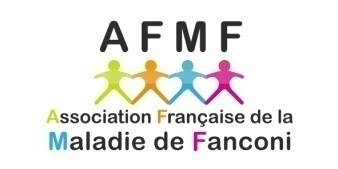 AFMF
Association Française de la
Maladie de Fanconi